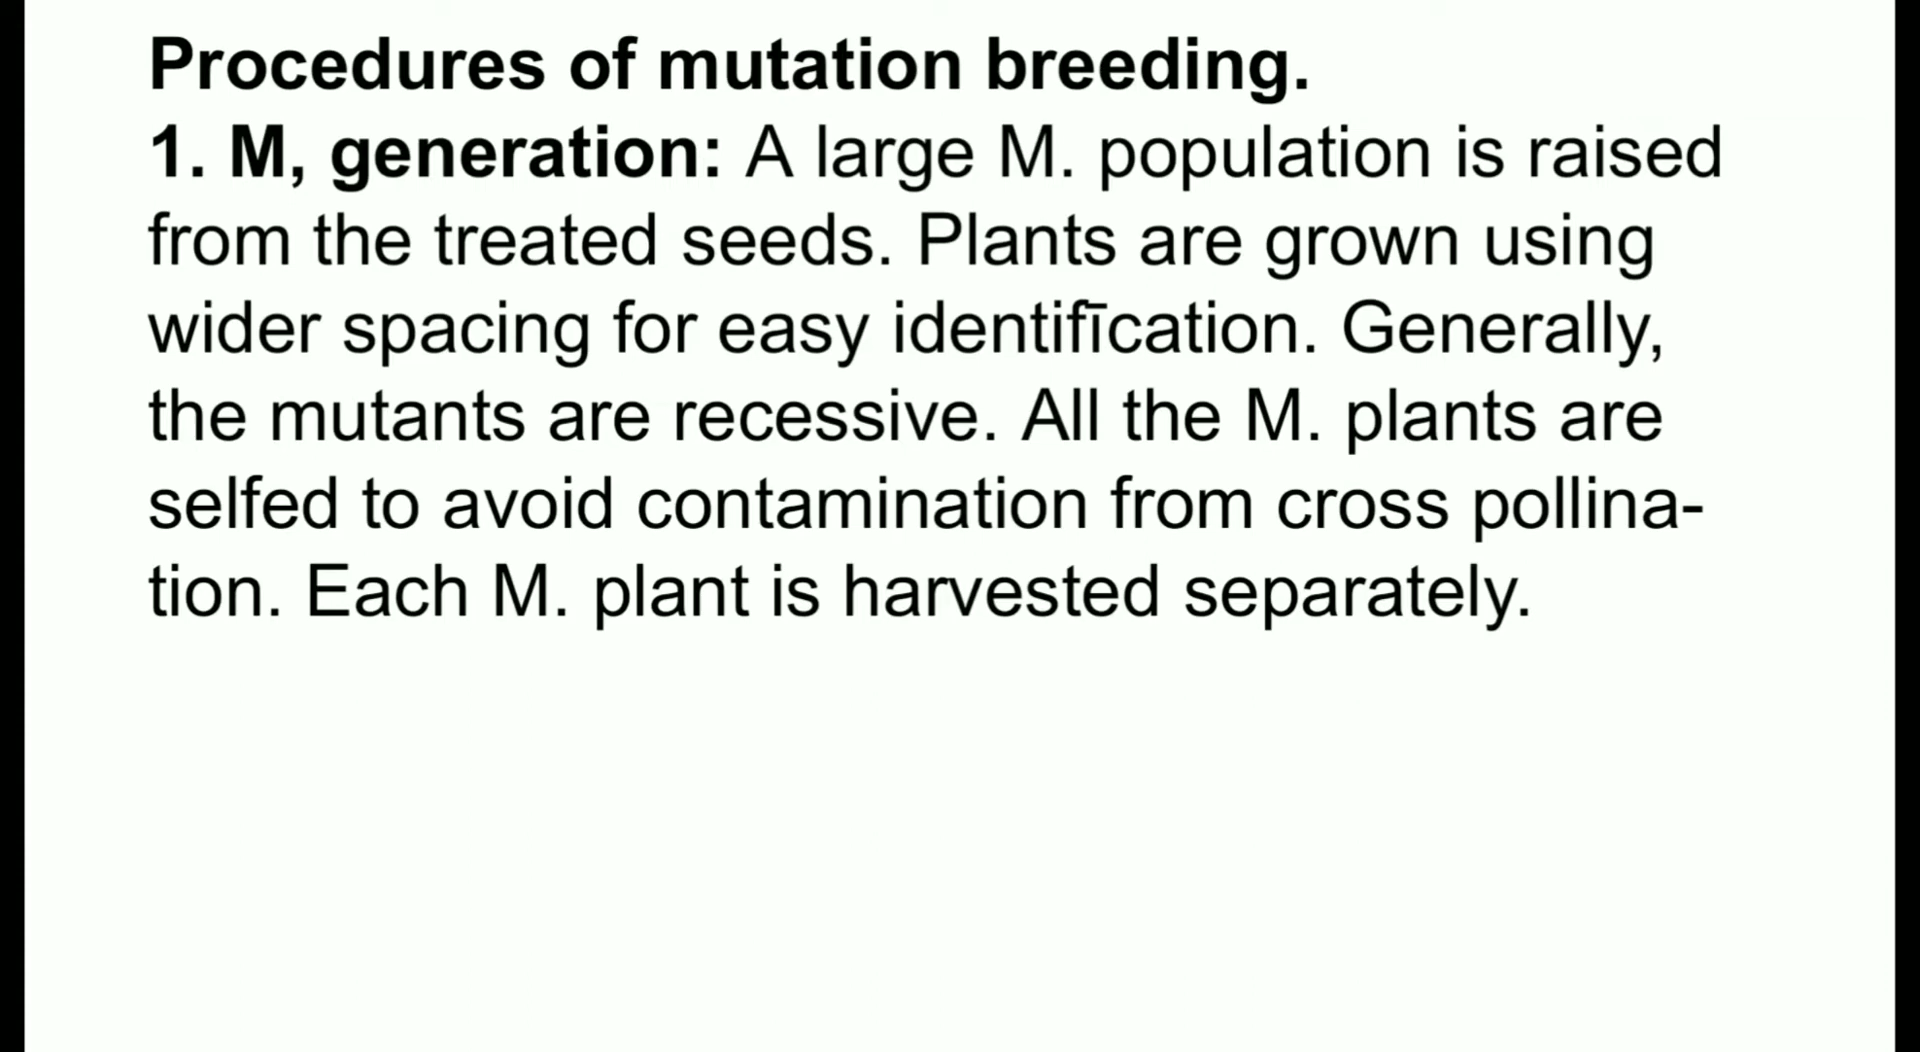 Procedures of mutation breeding.
1. M, generation: A large M. population is raised
from the treated seeds. Plants are grown using
wider spacing for easy identifīcation. Generally,
the mutants are recessive. All the M. plants are
selfed to avoid contamination from cross pollina-
tion. Each M. plant is harvested separately.